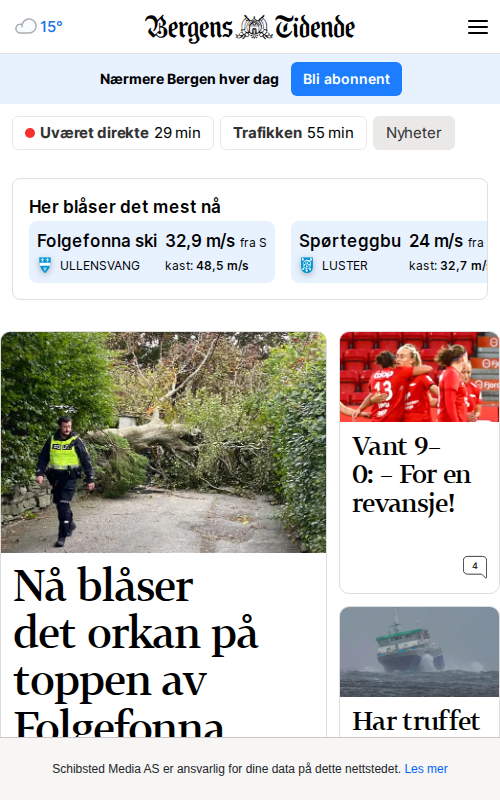 15°
Bergens Tidende
Nærmere Bergen hver dag
Bli abonnent
Uværet direkte 29 min
Trafikken 55 min
Nyheter
Her blåser det mest nå
Folgefonna ski 32,9 m/s fra S
ULLENSVANG kast: 48,5 m/s
Spørteggbu 24 m/s fra
LUSTER kast: 32,7 m/s
13
Vant 9–
0: – For en
revansje!
4
Nå blåser
det orkan på
toppen av
Folgefonna
Har truffet
Schibsted Media AS er ansvarlig for dine data på dette nettstedet. Les mer